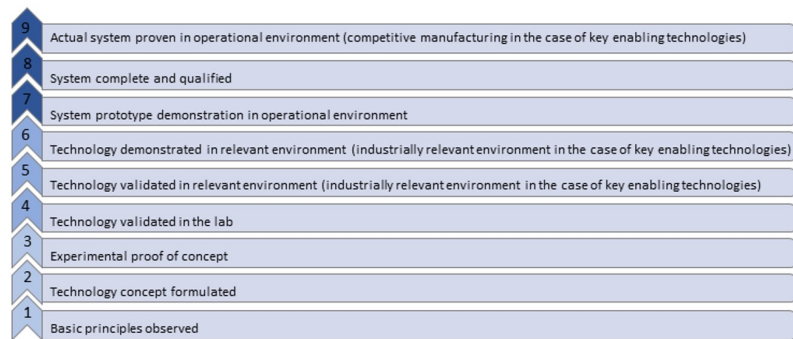 9 Actual system proven in operational environment (competitive manufacturing in the case of key enabling technologies)
8 System complete and qualified
7 System prototype demonstration in operational environment
6 Technology demonstrated in relevant environment (industrially relevant environment in the case of key enabling technologies)
5 Technology validated in relevant environment (industrially relevant environment in the case of key enabling technologies)
4 Technology validated in the lab
3 Experimental proof of concept
2 Technology concept formulated
1 Basic principles observed